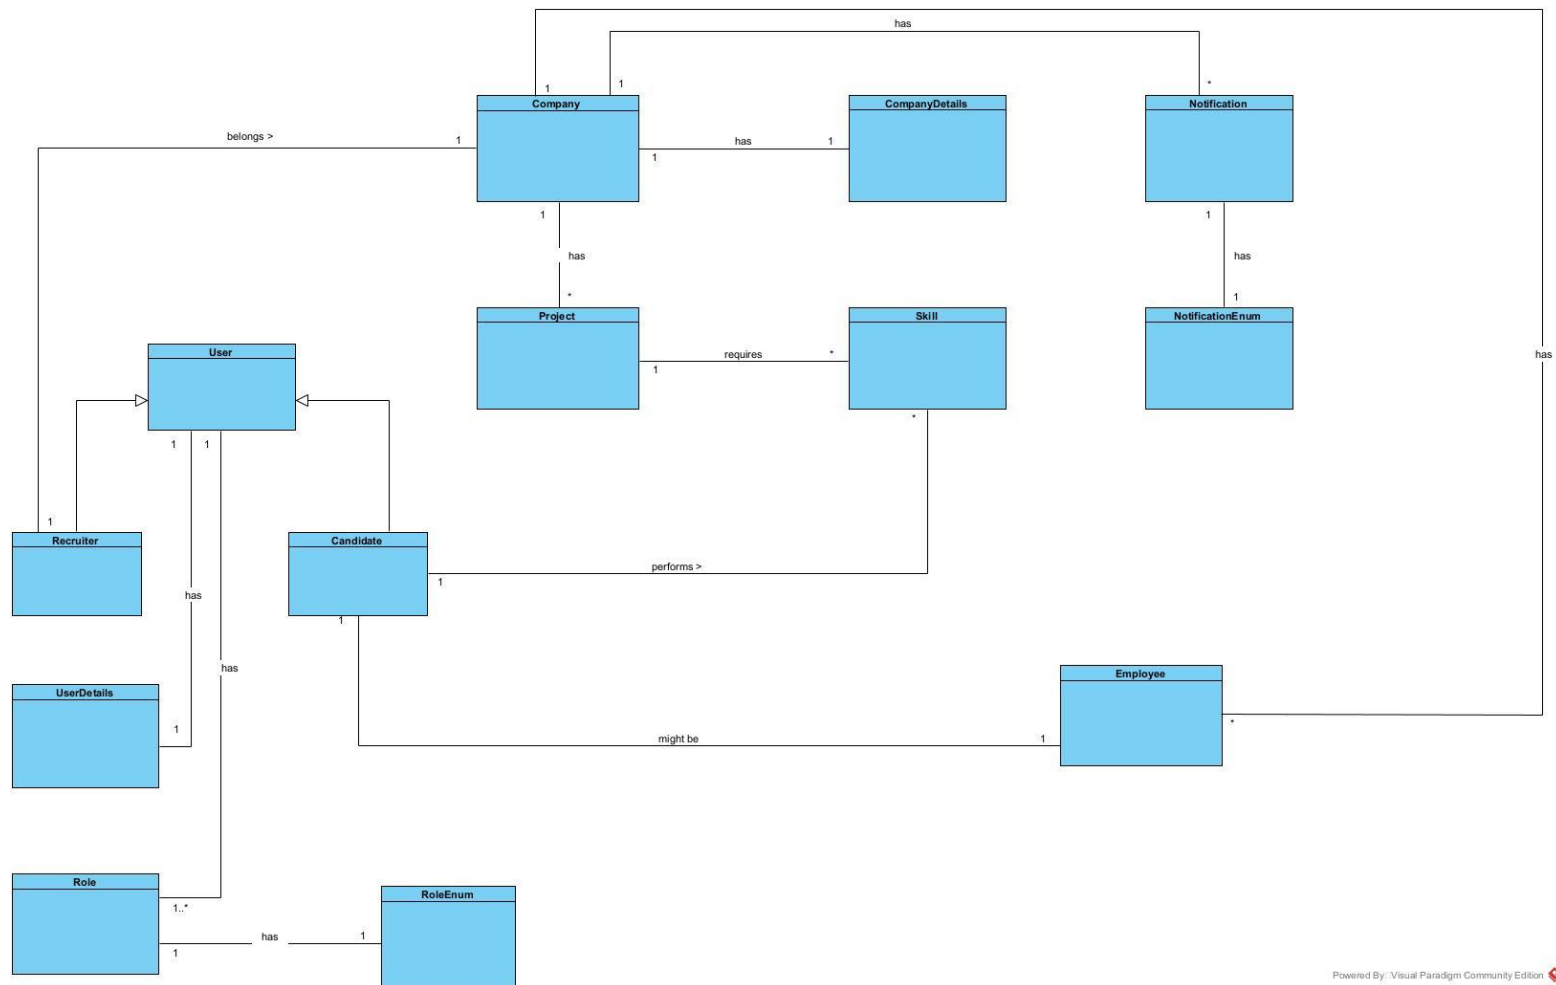 has
1
1
*
Company
CompanyDetails
Notification
belongs >
1
has
1
1
1
1
has
has
*
1
Project
Skill
NotificationEnum
User
requires
*
has
1
*
1
1
1
Recruiter
Candidate
performs >
1
has
1
has
Employee
UserDetails
*
1
might be
1
Role
RoleEnum
1..*
has
1
1
Powered By Visual Paradigm Community Edition